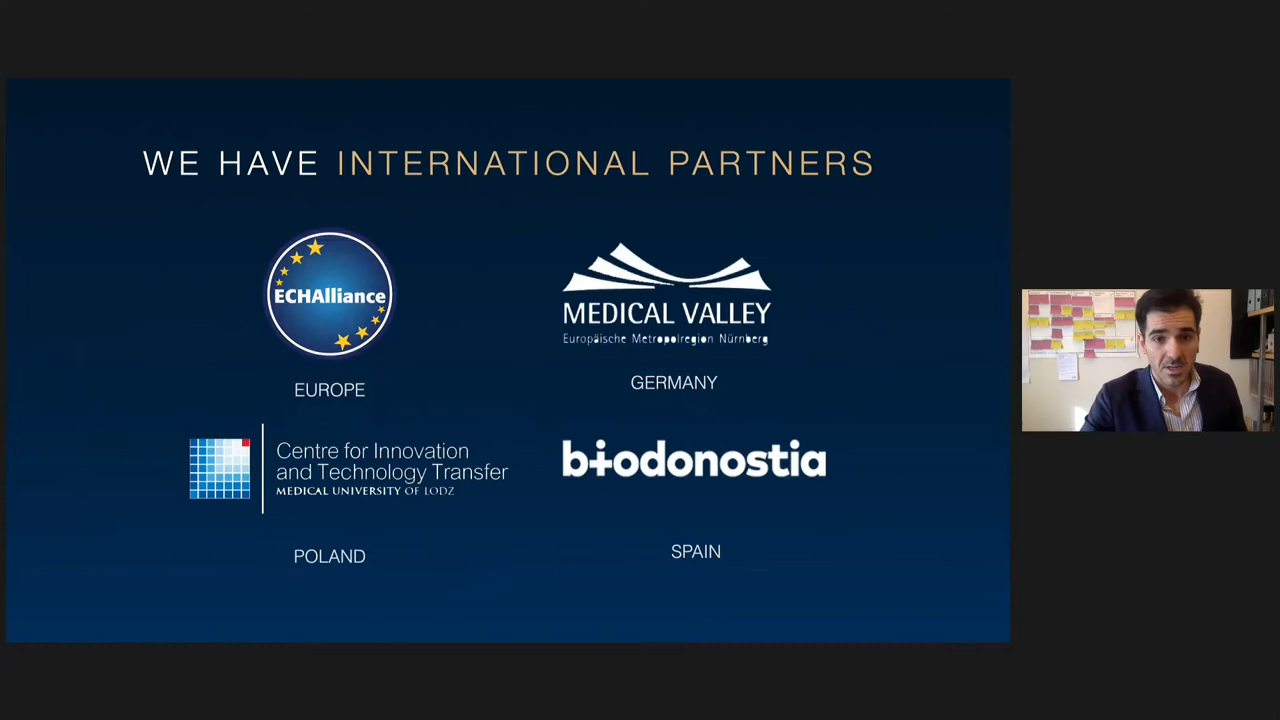 WE HAVE INTERNATIONAL PARTNERS
ECHAlliance
EUROPE
MEDICAL VALLEY
Europäische Metropolregion Nürnberg
GERMANY
Centre for Innovation
and Technology Transfer
MEDICAL UNIVERSITY OF LODZ
POLAND
biodonostia
SPAIN